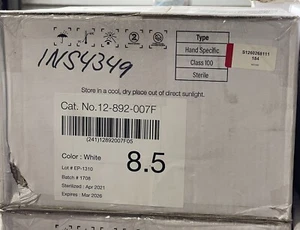 Type
Hand Specific
Class 100
Sterile
INS4349
Store in a cool, dry place out of direct sunlight.
Cat. No.12-892-007F
(241)12892007F05
Color : White
8.5
Lot # EP-1310
Batch # 1708
Sterilized : Apr 2021
Expires : Mar 2026